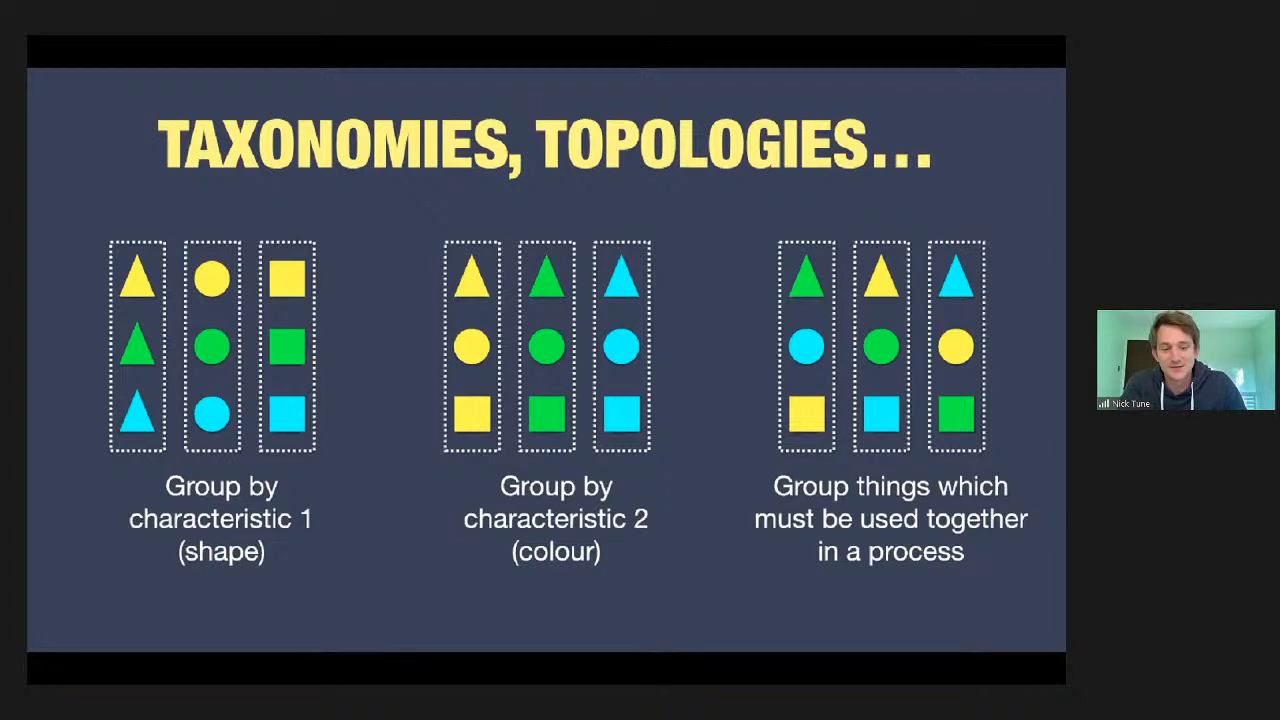 TAXONOMIES, TOPOLOGIES...
Group by
characteristic 1
(shape)
Group by
characteristic 2
(colour)
Group things which
must be used together
in a process
Nick Tune